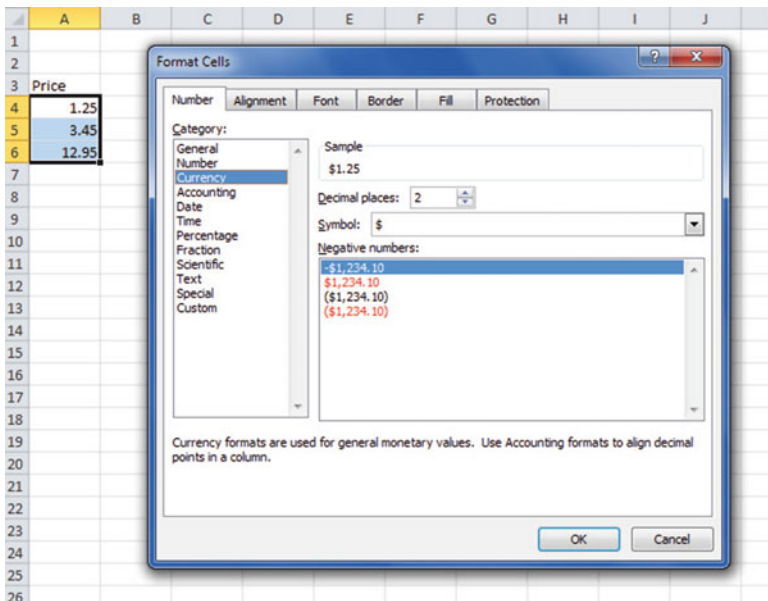 A B C D E F G H I J
1
2
3 Price
4 1.25
5 3.45
6 12.95
7
8
9
10
11
12
13
14
15
16
17
18
19
20
21
22
23
24
25
26
Format Cells
Number Alignment Font Border Fill Protection
Category:
General
Number
Currency
Accounting
Date
Time
Percentage
Fraction
Scientific
Text
Special
Custom
Sample
$1.25
Decimal places: 2
Symbol: $
Negative numbers:
-$1,234.10
$1,234.10
($1,234.10)
($1,234.10)
Currency formats are used for general monetary values. Use Accounting formats to align decimal
points in a column.
OK Cancel